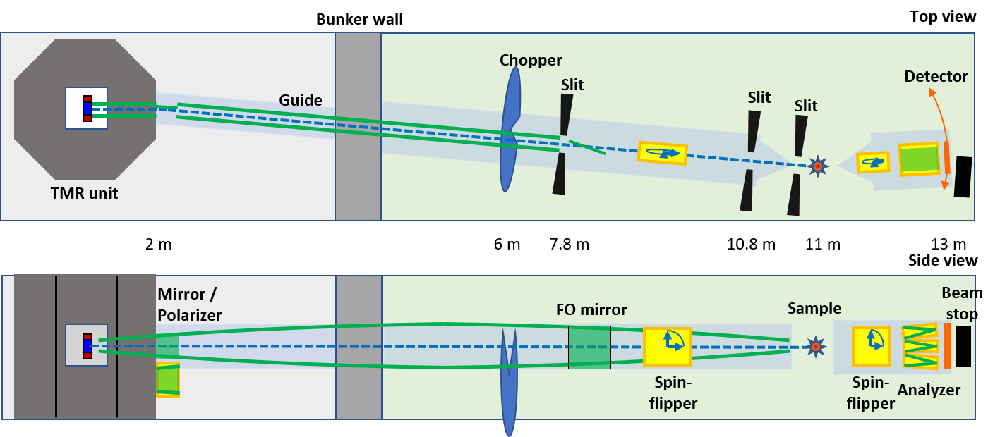 Top view
Bunker wall
Chopper
Slit
Detector
Guide
Slit
Slit
TMR unit
2 m
6 m
7.8 m
10.8 m
11 m
13 m
Side view
Mirror /
Polarizer
FO mirror
Sample
Beam
stop
Spin-
flipper
Spin-
flipper
Analyzer